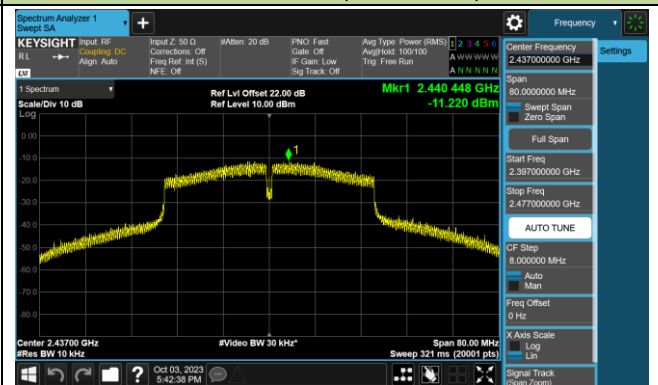 Spectrum Analyzer 1
Swept SA
Frequency
KEYSIGHT
RL
LXI
Input: RF
Coupling: DC
Align: Auto
Input Z: 50 Ω
Corrections: Off
Freq Ref: Int (S)
NFE: Off
#Atten: 20 dB
PNO: Fast
Gate: Off
IF Gain: Low
Sig Track: Off
Avg Type: Power (RMS)
Avg|Hold: 100/100
Trig: Free Run
1 2 3 4 5 6
A W W W W W
A N N N N N
1 Spectrum
Scale/Div 10 dB
Log
Ref Lvl Offset 22.00 dB
Ref Level 10.00 dBm
Mkr1 2.440 448 GHz
-11.220 dBm
1
0.00
-10.0
-20.0
-30.0
-40.0
-50.0
-60.0
-70.0
-80.0
Center 2.43700 GHz
#Res BW 10 kHz
#Video BW 30 kHz*
Span 80.00 MHz
Sweep 321 ms (20001 pts)
Oct 03, 2023
5:42:38 PM
?
Center Frequency
2.437000000 GHz
Settings
Span
80.0000000 MHz
Swept Span
Zero Span
Full Span
Start Freq
2.397000000 GHz
Stop Freq
2.477000000 GHz
AUTO TUNE
CF Step
8.000000 MHz
Auto
Man
Freq Offset
0 Hz
X Axis Scale
Log
Lin
Signal Track
(Span Zoom)